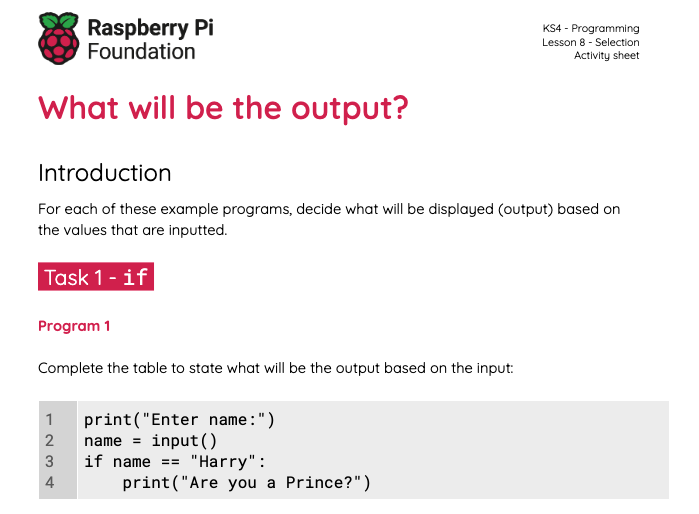 Raspberry Pi
Foundation
KS4 - Programming
Lesson 8 - Selection
Activity sheet
What will be the output?
Introduction
For each of these example programs, decide what will be displayed (output) based on
the values that are inputted.
Task 1 - if
Program 1
Complete the table to state what will be the output based on the input:
1 print("Enter name:")
2 name = input()
3 if name == "Harry":
4     print("Are you a Prince?")